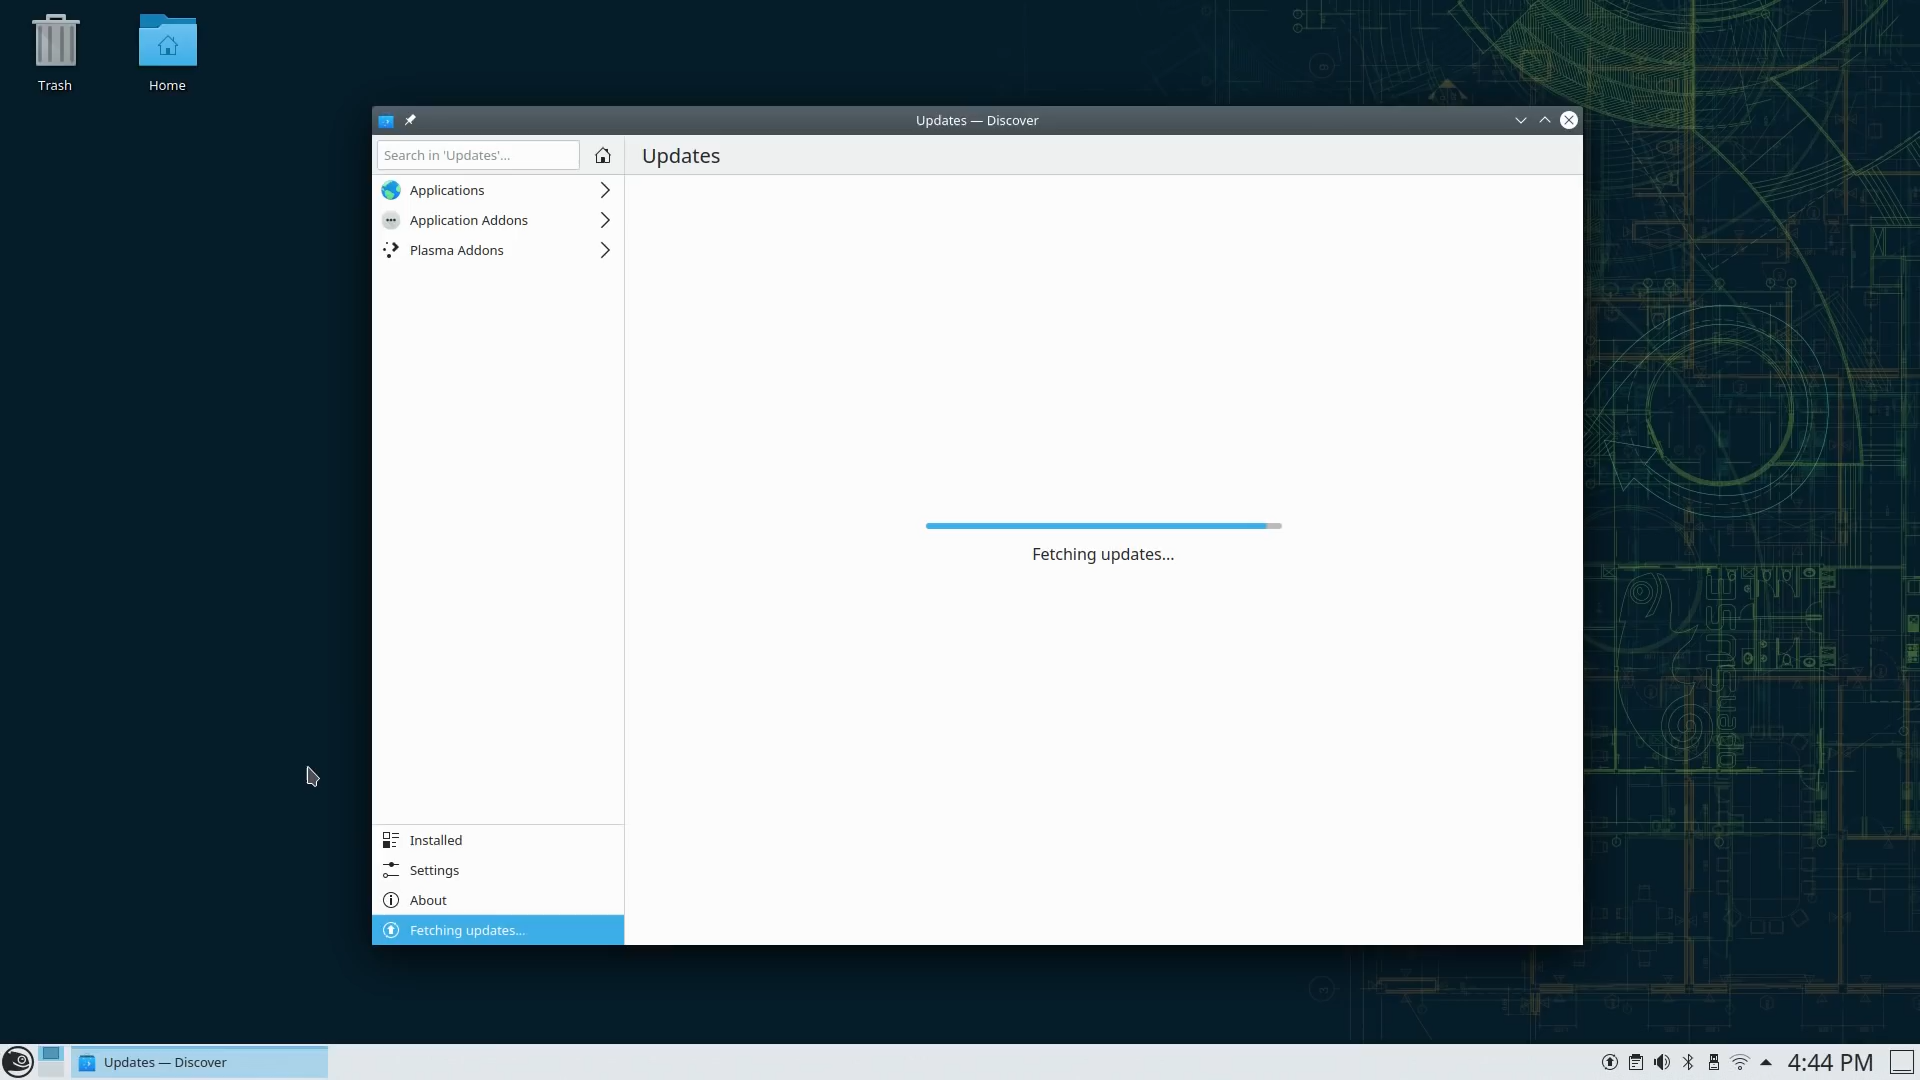 Trash
Home
Updates — Discover
Search in 'Updates'...
Updates
Applications
Application Addons
Plasma Addons
Fetching updates...
Installed
Settings
About
Fetching updates...
openSUSE
Updates — Discover
4:44 PM